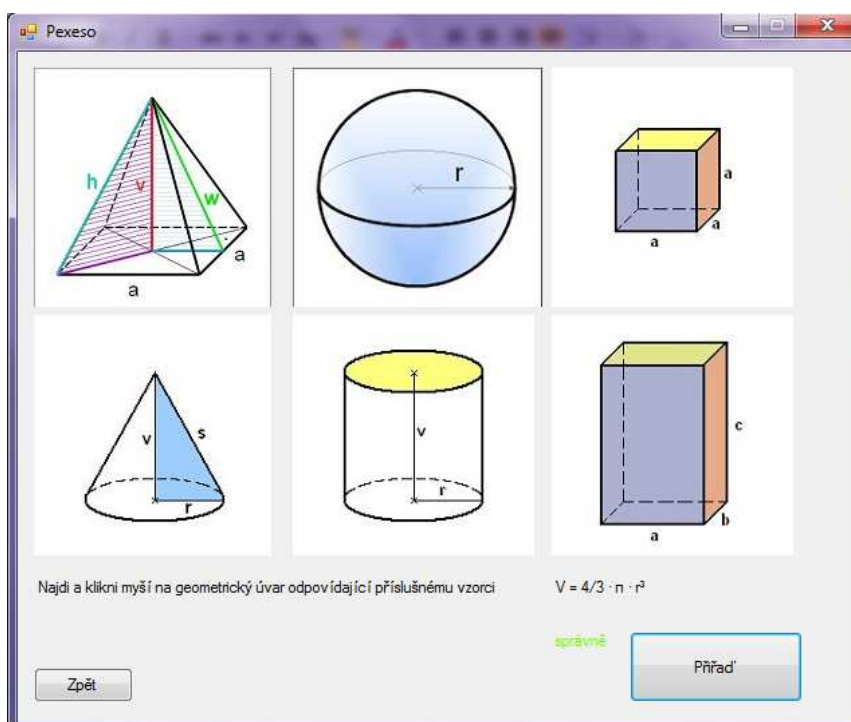 Pexeso
h
v
w
a
a
r
a
a
a
v
s
r
v
r
c
b
a
Najdi a klikni myší na geometrický úvar odpovídající příslušnému vzorci
V = 4/3 · п · r³
správně
Přiřaď
Zpět